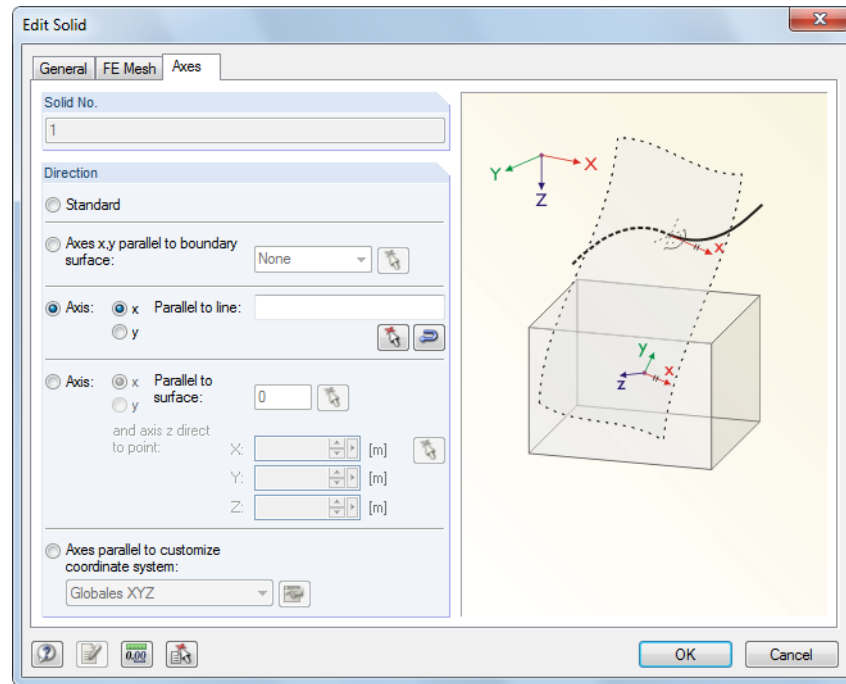 Edit Solid
General FE Mesh Axes
Solid No.
1
Direction
Standard
Axes x,y parallel to boundary
surface:
None
Axis: x Parallel to line:
y
Axis: x Parallel to
surface:
y
0
and axis z direct
to point:
X: [m]
Y: [m]
Z: [m]
Axes parallel to customize
coordinate system:
Globales XYZ
Y X
Z
x
y
z x
0.00
OK Cancel